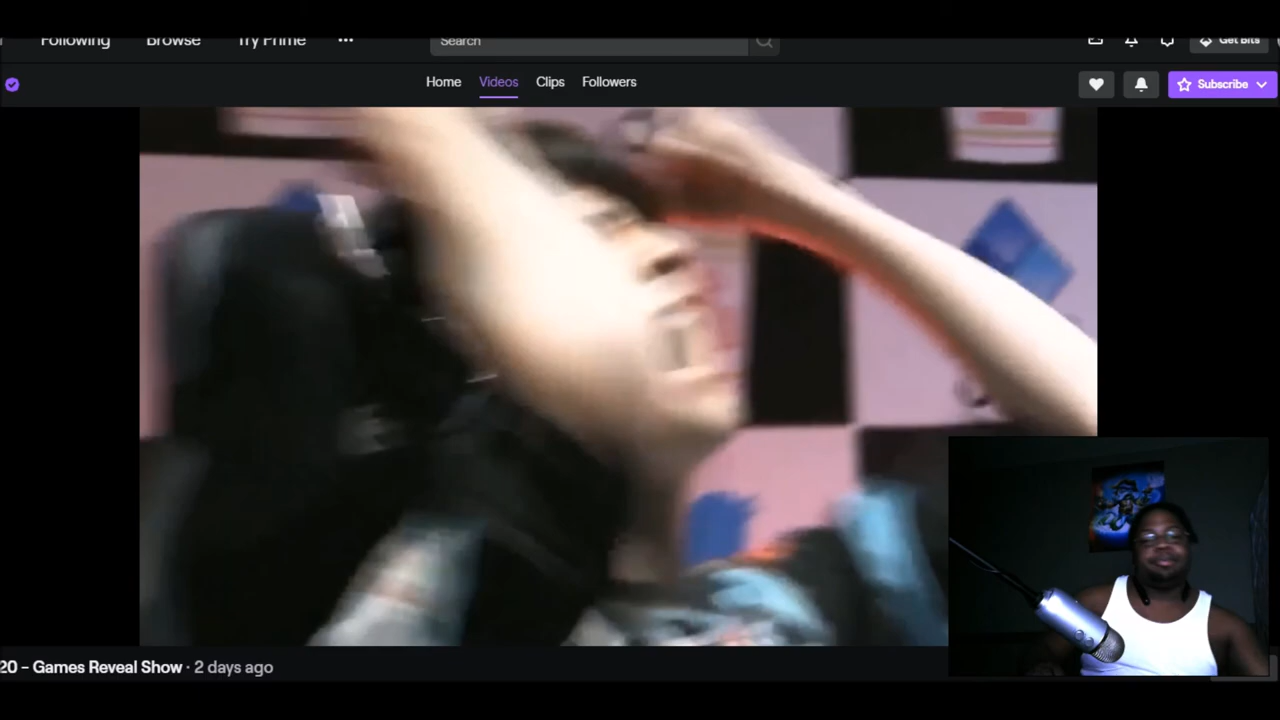 Following Browse Try Prime ···
Search
Get Bits
Home Videos Clips Followers
Subscribe
20 - Games Reveal Show · 2 days ago